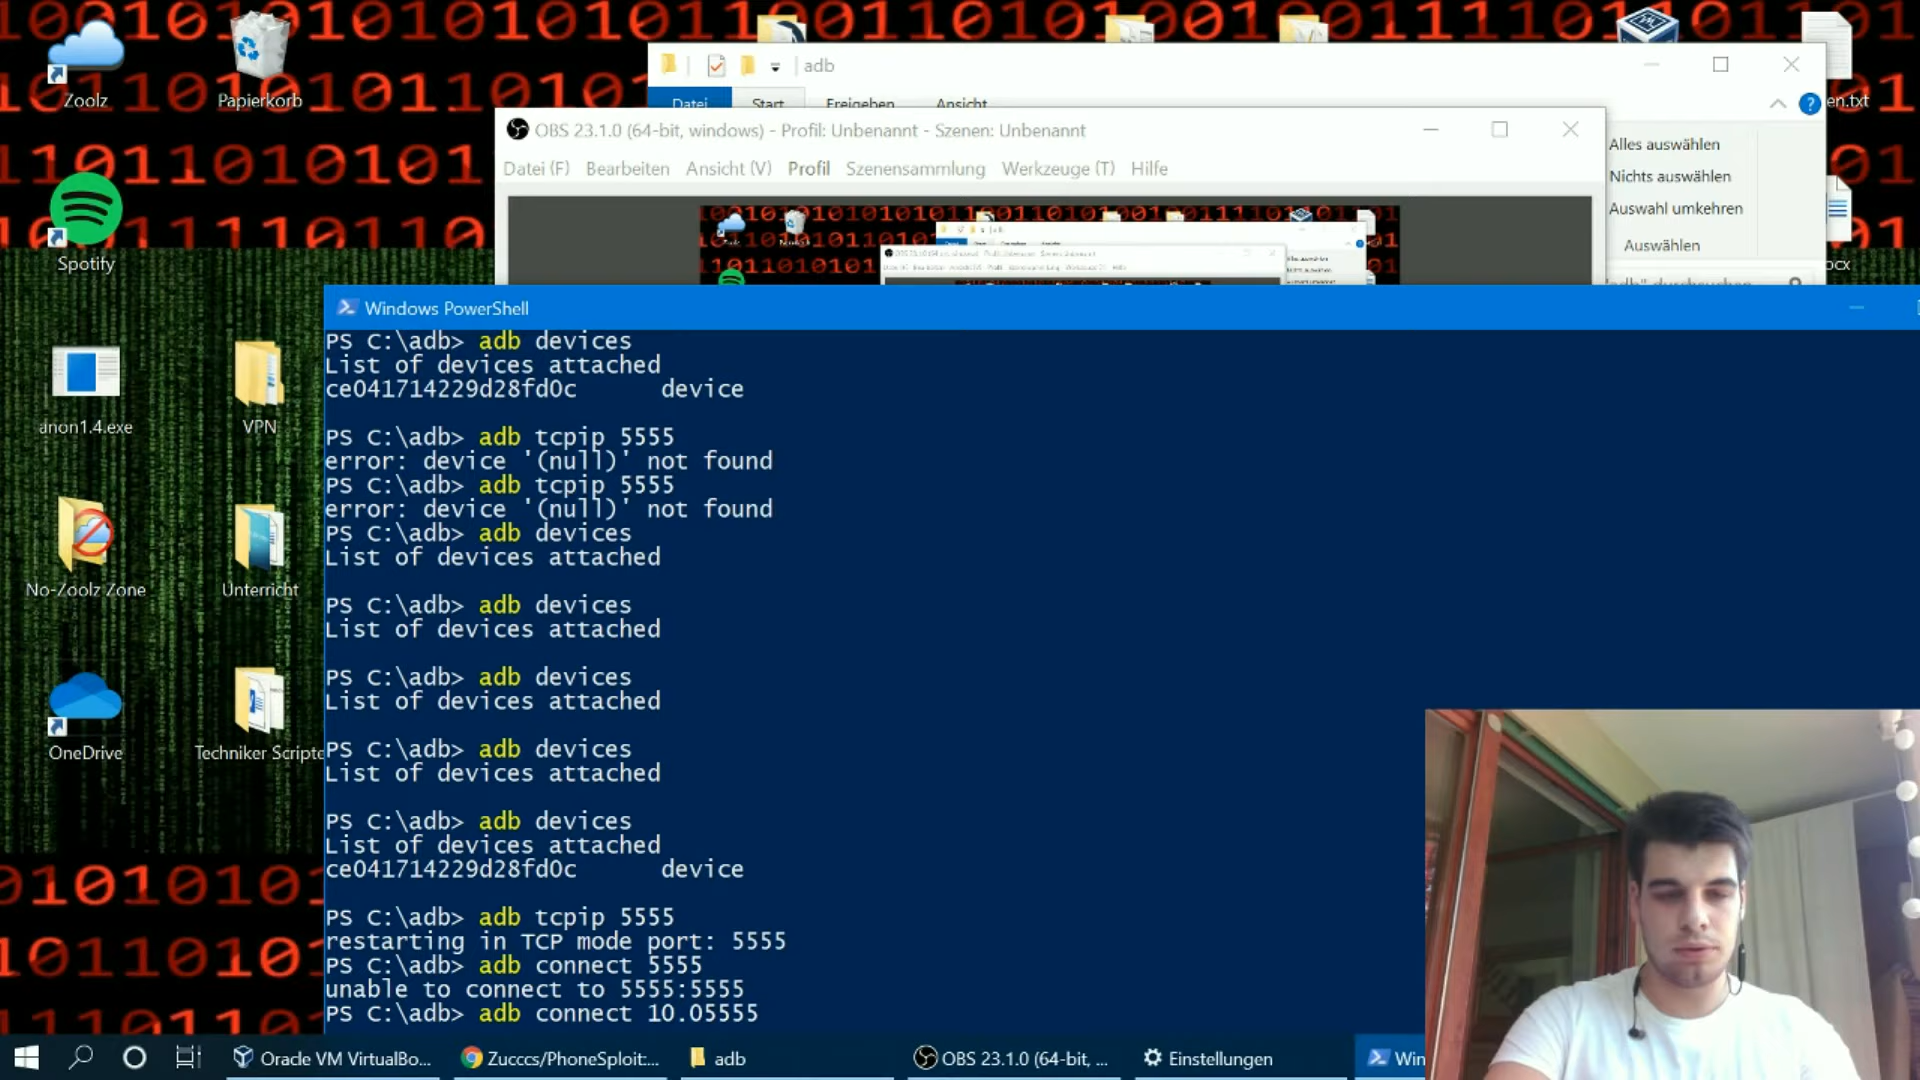 Zoolz
Papierkorb
Spotify
anon1.4.exe
VPN
No-Zoolz Zone
Unterricht
OneDrive
Techniker Scripte
adb
Datei Start Freigeben Ansicht
en.txt
OBS 23.1.0 (64-bit, windows) - Profil: Unbenannt - Szenen: Unbenannt
Datei (F) Bearbeiten Ansicht (V) Profil Szenensammlung Werkzeuge (T) Hilfe
Alles auswählen
Nichts auswählen
Auswahl umkehren
Auswählen
ocx
"adb" durchsuchen
Windows PowerShell
PS C:\adb> adb devices
List of devices attached
ce041714229d28fd0c device
PS C:\adb> adb tcpip 5555
error: device '(null)' not found
PS C:\adb> adb tcpip 5555
error: device '(null)' not found
PS C:\adb> adb devices
List of devices attached
PS C:\adb> adb devices
List of devices attached
PS C:\adb> adb devices
List of devices attached
PS C:\adb> adb devices
List of devices attached
PS C:\adb> adb devices
List of devices attached
ce041714229d28fd0c device
PS C:\adb> adb tcpip 5555
restarting in TCP mode port: 5555
PS C:\adb> adb connect 5555
unable to connect to 5555:5555
PS C:\adb> adb connect 10.05555
Oracle VM VirtualBo... Zucccs/PhoneSploit:... adb OBS 23.1.0 (64-bit, ... Einstellungen Win